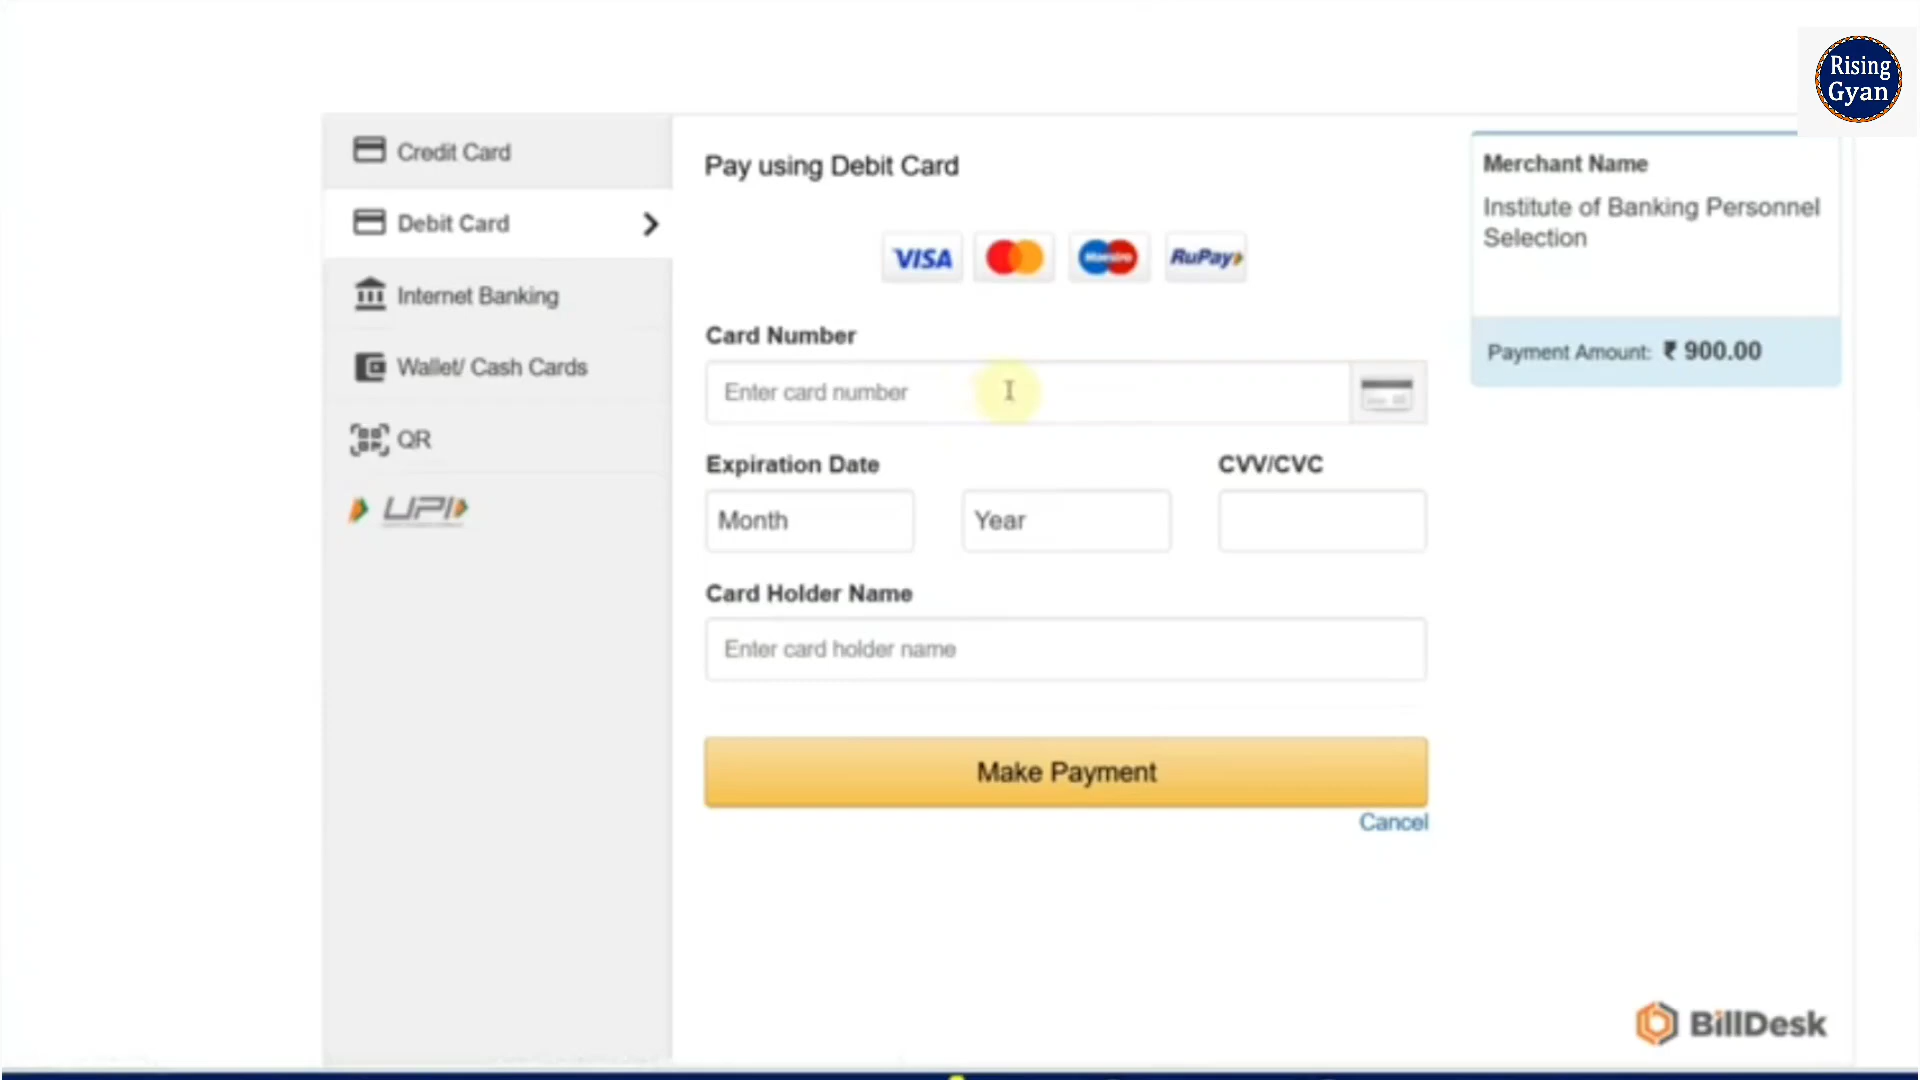 Rising
Gyan
Credit Card
Debit Card
Internet Banking
Wallet/ Cash Cards
QR
UPI
Pay using Debit Card
VISA
Maestro
RuPay
Card Number
Enter card number
Expiration Date
CVV/CVC
Month
Year
Card Holder Name
Enter card holder name
Make Payment
Cancel
Merchant Name
Institute of Banking Personnel
Selection
Payment Amount: ₹ 900.00
BillDesk